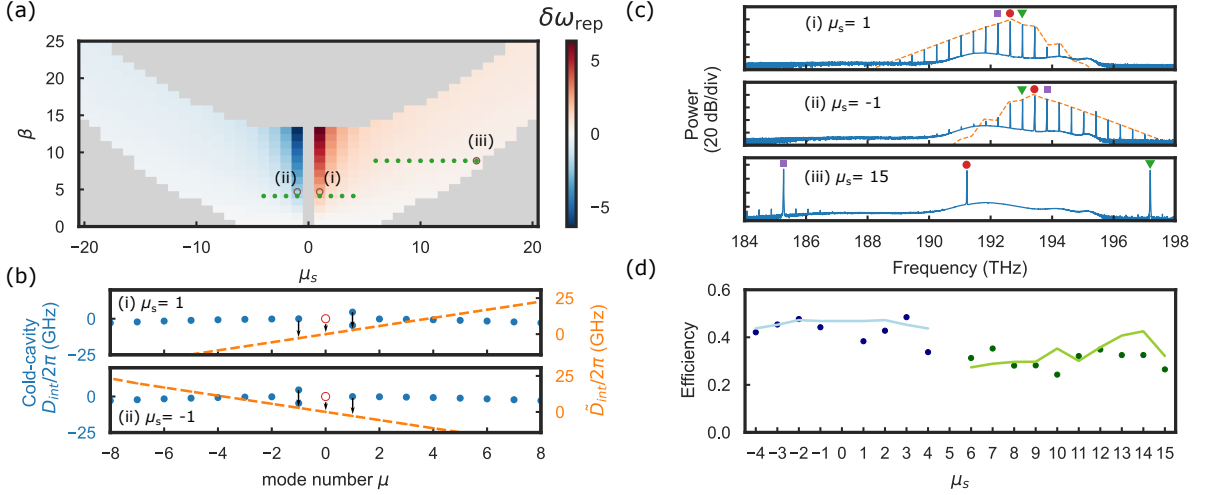 (a)
δω_rep
25
20
15
10
5
0
β
−20
−10
0
10
20
μ_s
5
0
−5
(ii)
(i)
(iii)
(b)
Cold-cavity
D_int/2π (GHz)
0
−25
0
−25
(i) μ_s= 1
(ii) μ_s= -1
25
0
25
0
D̃_int/2π (GHz)
−8
−6
−4
−2
0
2
4
6
8
mode number μ
(c)
Power
(20 dB/div)
(i) μ_s= 1
(ii) μ_s= -1
(iii) μ_s= 15
184
186
188
190
192
194
196
198
Frequency (THz)
(d)
Efficiency
0.6
0.4
0.2
0.0
−4
−3
−2
−1
0
1
2
3
4
5
6
7
8
9
10
11
12
13
14
15
μ_s